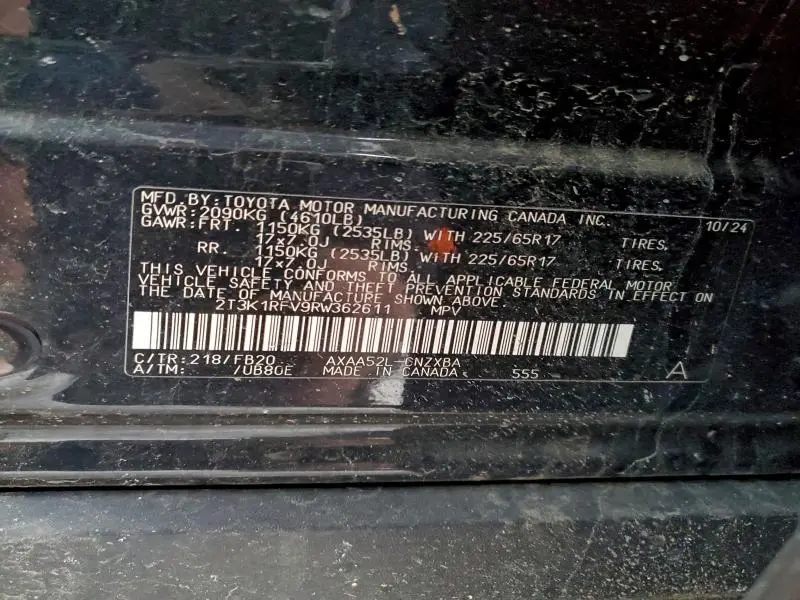 MFD. BY: TOYOTA MOTOR MANUFACTURING CANADA INC. 10/24
GVWR: 2090KG (4610LB)
GAWR: FRT. 1150KG (2535LB) WITH 225/65R17 TIRES,
17x7.0J RIMS,
RR. 1150KG (2535LB) WITH 225/65R17 TIRES,
17x7.0J RIMS,
THIS VEHICLE CONFORMS TO ALL APPLICABLE FEDERAL MOTOR
VEHICLE SAFETY AND THEFT PREVENTION STANDARDS IN EFFECT ON
THE DATE OF MANUFACTURE SHOWN ABOVE.
2T3K1RFV9RW362611 MPV
C/TR: 218/FB20 AXAA52L-CNZXBA
A/TM: /UB80E MADE IN CANADA 555 A